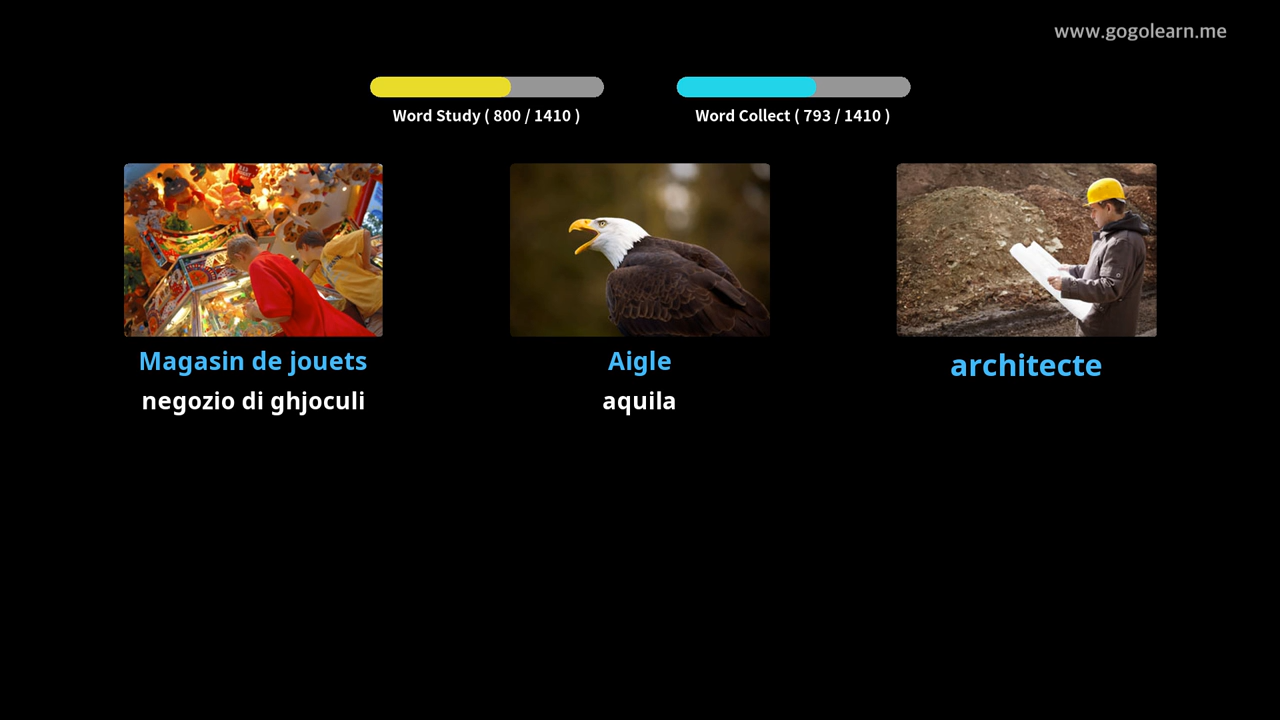 www.gogolearn.me
Word Study ( 800 / 1410 )
Word Collect ( 793 / 1410 )
Magasin de jouets
negozio di ghjoculi
Aigle
aquila
architecte